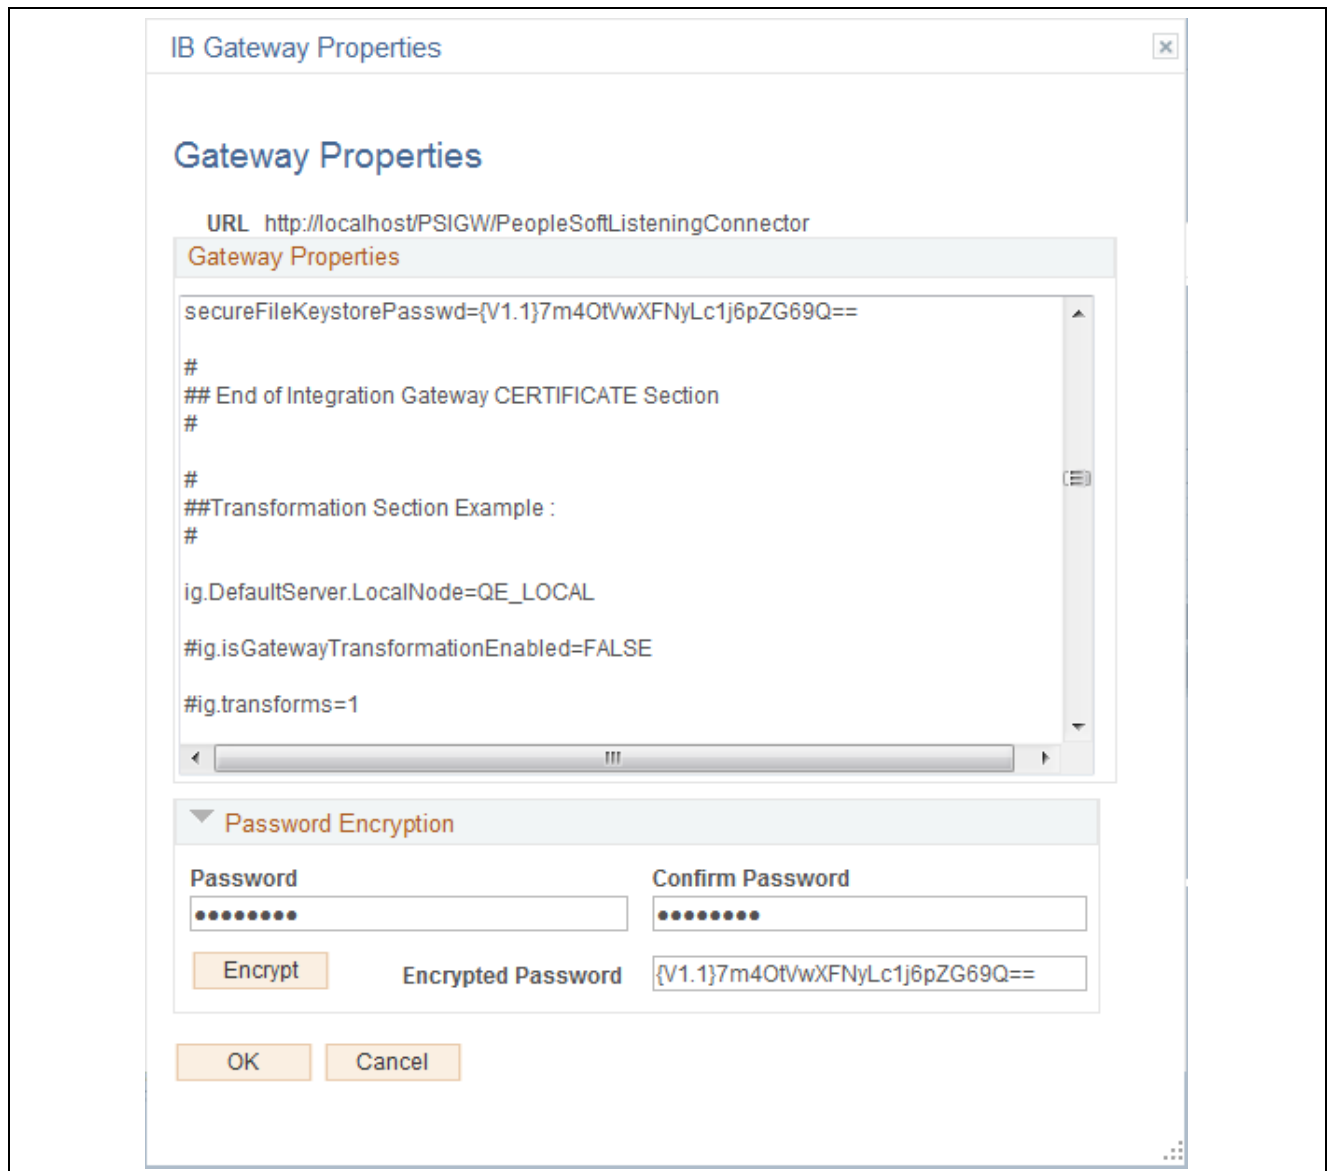 IB Gateway Properties
Gateway Properties
URL http://localhost/PSIGW/PeopleSoftListeningConnector
Gateway Properties
secureFileKeystorePasswd={V1.1}7m4OtVwXFNyLc1j6pZG69Q==
#
## End of Integration Gateway CERTIFICATE Section
#
#
##Transformation Section Example :
#
ig.DefaultServer.LocalNode=QE_LOCAL
#ig.isGatewayTransformationEnabled=FALSE
#ig.transforms=1
Password Encryption
Password Confirm Password
•••••••• ••••••••
Encrypt Encrypted Password {V1.1}7m4OtVwXFNyLc1j6pZG69Q==
OK Cancel